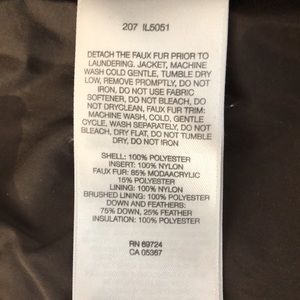 207 IL5051
DETACH THE FAUX FUR PRIOR TO
LAUNDERING. JACKET, MACHINE
WASH COLD GENTLE, TUMBLE DRY
LOW, REMOVE PROMPTLY, DO NOT
IRON, DO NOT USE FABRIC
SOFTENER, DO NOT BLEACH, DO
NOT DRYCLEAN. FAUX FUR TRIM:
MACHINE WASH, COLD, GENTLE
CYCLE, WASH SEPARATELY, DO NOT
BLEACH, DRY FLAT, DO NOT TUMBLE
DRY, DO NOT IRON
SHELL: 100% POLYESTER
INSERT: 100% NYLON
FAUX FUR: 85% MODAACRYLIC
15% POLYESTER
LINING: 100% NYLON
BRUSHED LINING: 100% POLYESTER
DOWN AND FEATHERS:
75% DOWN, 25% FEATHER
INSULATION: 100% POLYESTER
RN 69724
CA 05367